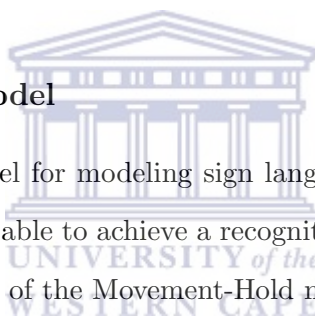 odel
el for modeling sign lang
able to achieve a recognit
UNIVERSITY of the
of the Movement-Hold m
WESTERN CAPE